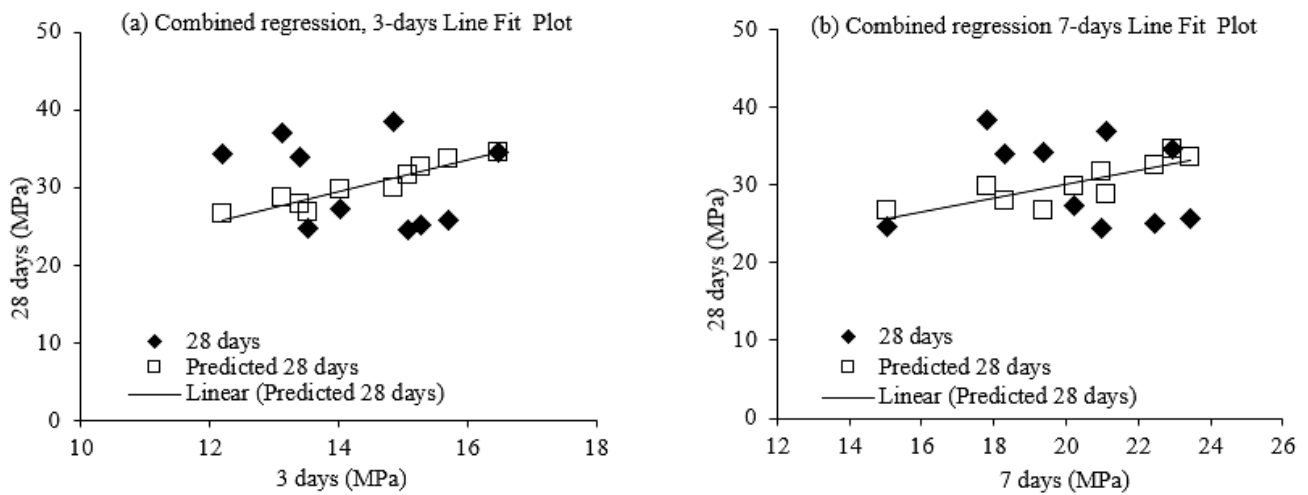 (a) Combined regression, 3-days Line Fit Plot
50
40
30
20
10
0
28 days (MPa)
28 days
Predicted 28 days
Linear (Predicted 28 days)
10 12 14 16 18
3 days (MPa)
(b) Combined regression 7-days Line Fit Plot
50
40
30
20
10
0
28 days (MPa)
28 days
Predicted 28 days
Linear (Predicted 28 days)
12 14 16 18 20 22 24 26
7 days (MPa)